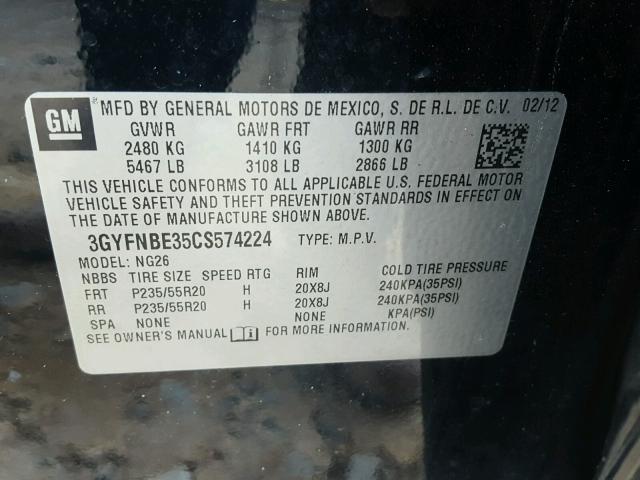 GM
MFD BY GENERAL MOTORS DE MEXICO, S. DE R.L. DE C.V. 02/12
GVWR GAWR FRT GAWR RR
2480 KG 1410 KG 1300 KG
5467 LB 3108 LB 2866 LB
THIS VEHICLE CONFORMS TO ALL APPLICABLE U.S. FEDERAL MOTOR
VEHICLE SAFETY AND THEFT PREVENTION STANDARDS IN EFFECT ON
THE DATE OF MANUFACTURE SHOWN ABOVE.
3GYFNBE35CS574224 TYPE: M.P.V.
MODEL: NG26
NBBS TIRE SIZE SPEED RTG RIM COLD TIRE PRESSURE
FRT P235/55R20 H 20X8J 240KPA(35PSI)
RR P235/55R20 H 20X8J 240KPA(35PSI)
SPA NONE NONE KPA(PSI)
SEE OWNER'S MANUAL FOR MORE INFORMATION.